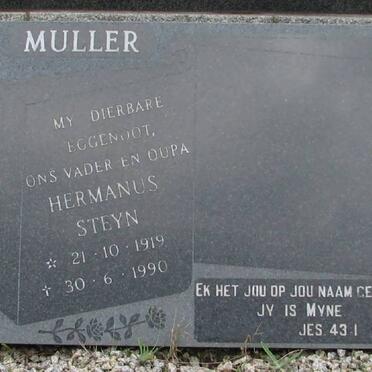 MULLER
MY DIERBARE
EGGENOOT,
ONS VADER EN OUPA
HERMANUS
STEYN
* 21 · 10 · 1919
† 30 · 6 · 1990
EK HET JOU OP JOU NAAM GE
JY IS MYNE
JES. 43:1